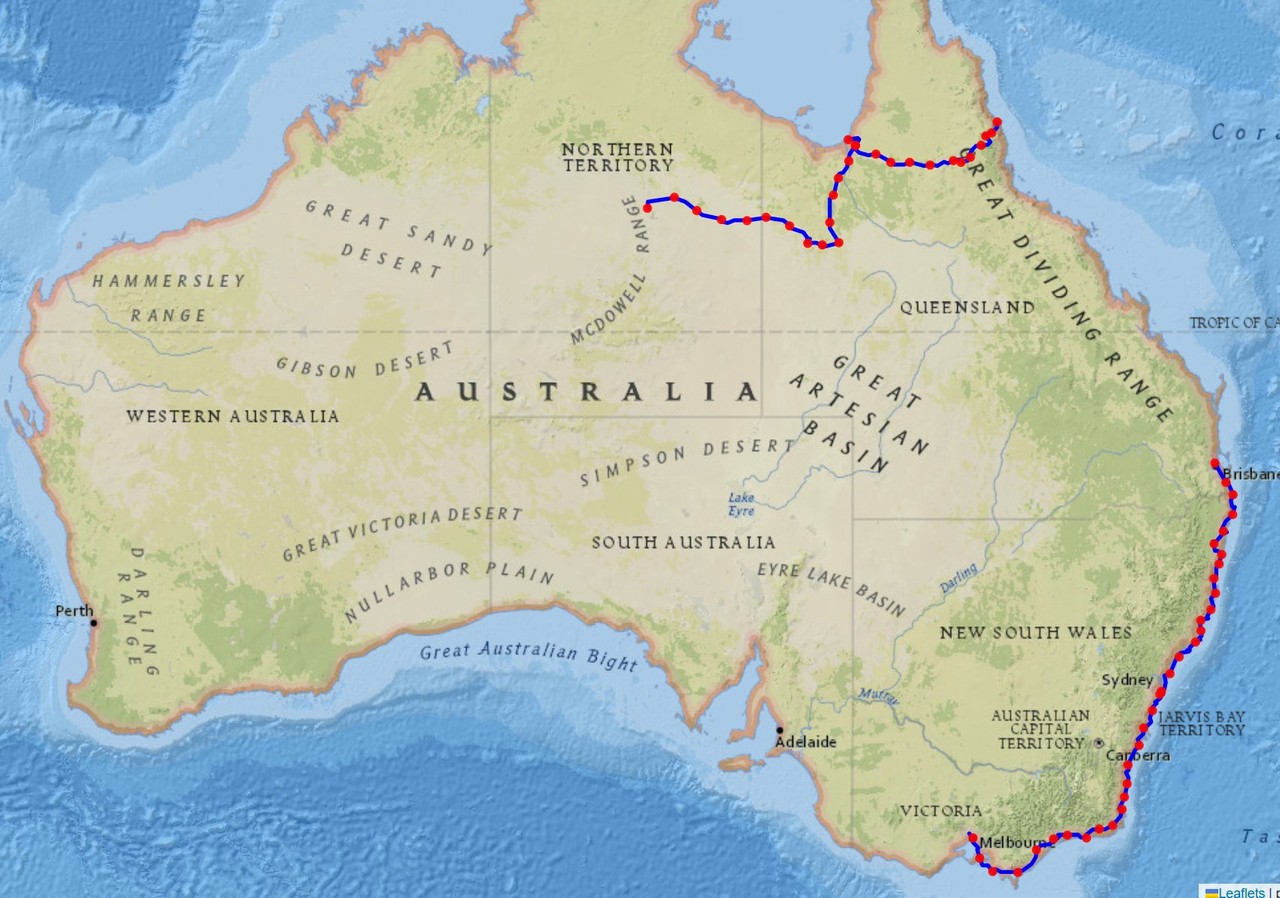 Cora
NORTHERN
TERRITORY
GREAT SANDY
DESERT
HAMMERSLEY
RANGE
MCDOWELL RANGE
GREAT DIVIDING RANGE
QUEENSLAND
TROPIC OF CA
GIBSON DESERT
AUSTRALIA
WESTERN AUSTRALIA
GREAT
ARTESIAN
BASIN
SIMPSON DESERT
Lake
Eyre
Brisbane
GREAT VICTORIA DESERT
SOUTH AUSTRALIA
NULLARBOR PLAIN
EYRE LAKE BASIN
Darling
DARLING
RANGE
Perth
NEW SOUTH WALES
Great Australian Bight
Sydney
Murray
AUSTRALIAN
CAPITAL
TERRITORY
JARVIS BAY
TERRITORY
Adelaide
Canberra
VICTORIA
Melbourne
Tas
Leaflets | p